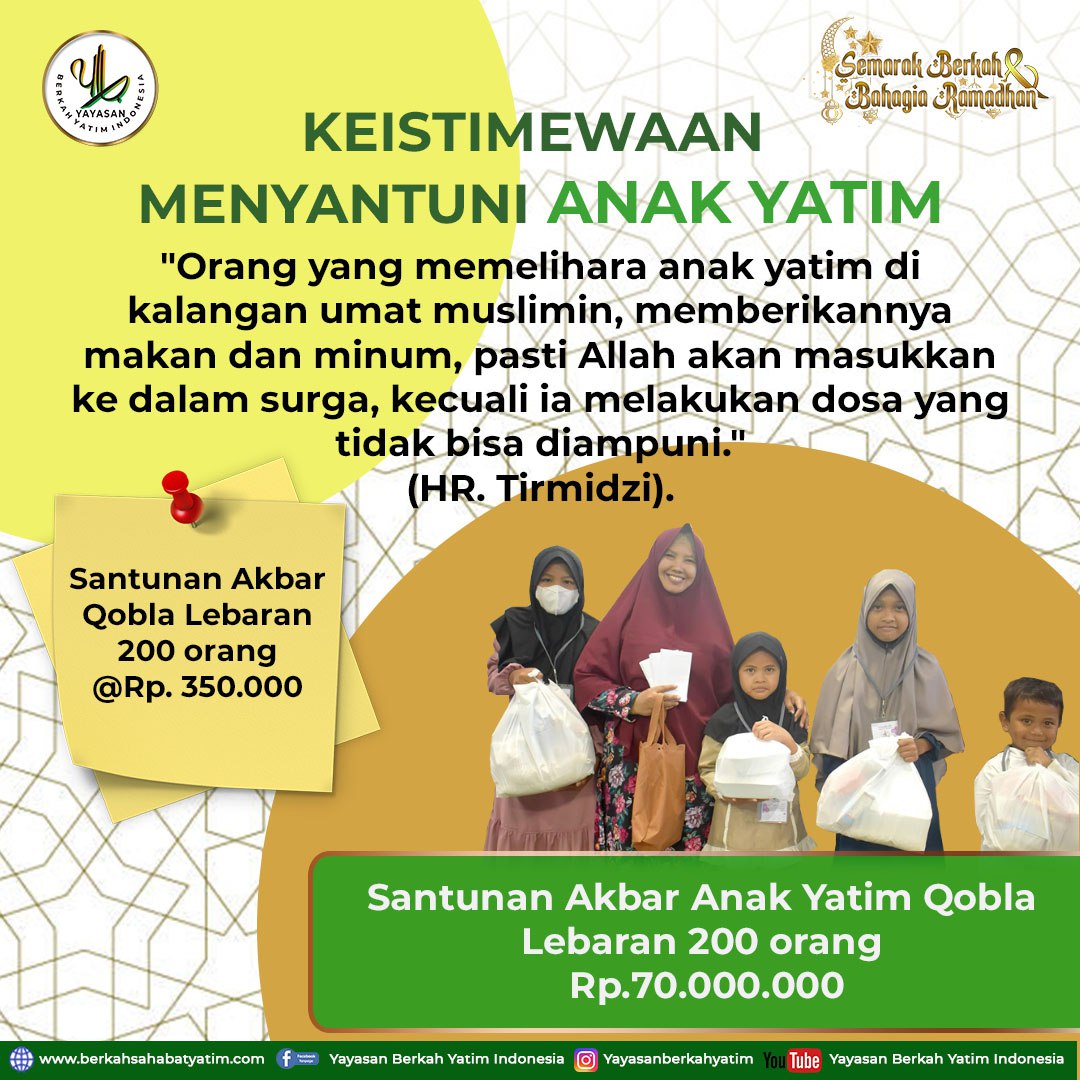 YAYASAN
BERKAH YATIM INDONESIA
Semarak Berkah &
Bahagia Ramadhan
KEISTIMEWAAN
MENYANTUNI ANAK YATIM
"Orang yang memelihara anak yatim di
kalangan umat muslimin, memberikannya
makan dan minum, pasti Allah akan masukkan
ke dalam surga, kecuali ia melakukan dosa yang
tidak bisa diampuni."
(HR. Tirmidzi).
Santunan Akbar
Qobla Lebaran
200 orang
@Rp. 350.000
Santunan Akbar Anak Yatim Qobla
Lebaran 200 orang
Rp.70.000.000
www.berkahsahabatyatim.com Facebook Yayasan Berkah Yatim Indonesia Yayasanberkahyatim YouTube Yayasan Berkah Yatim Indonesia